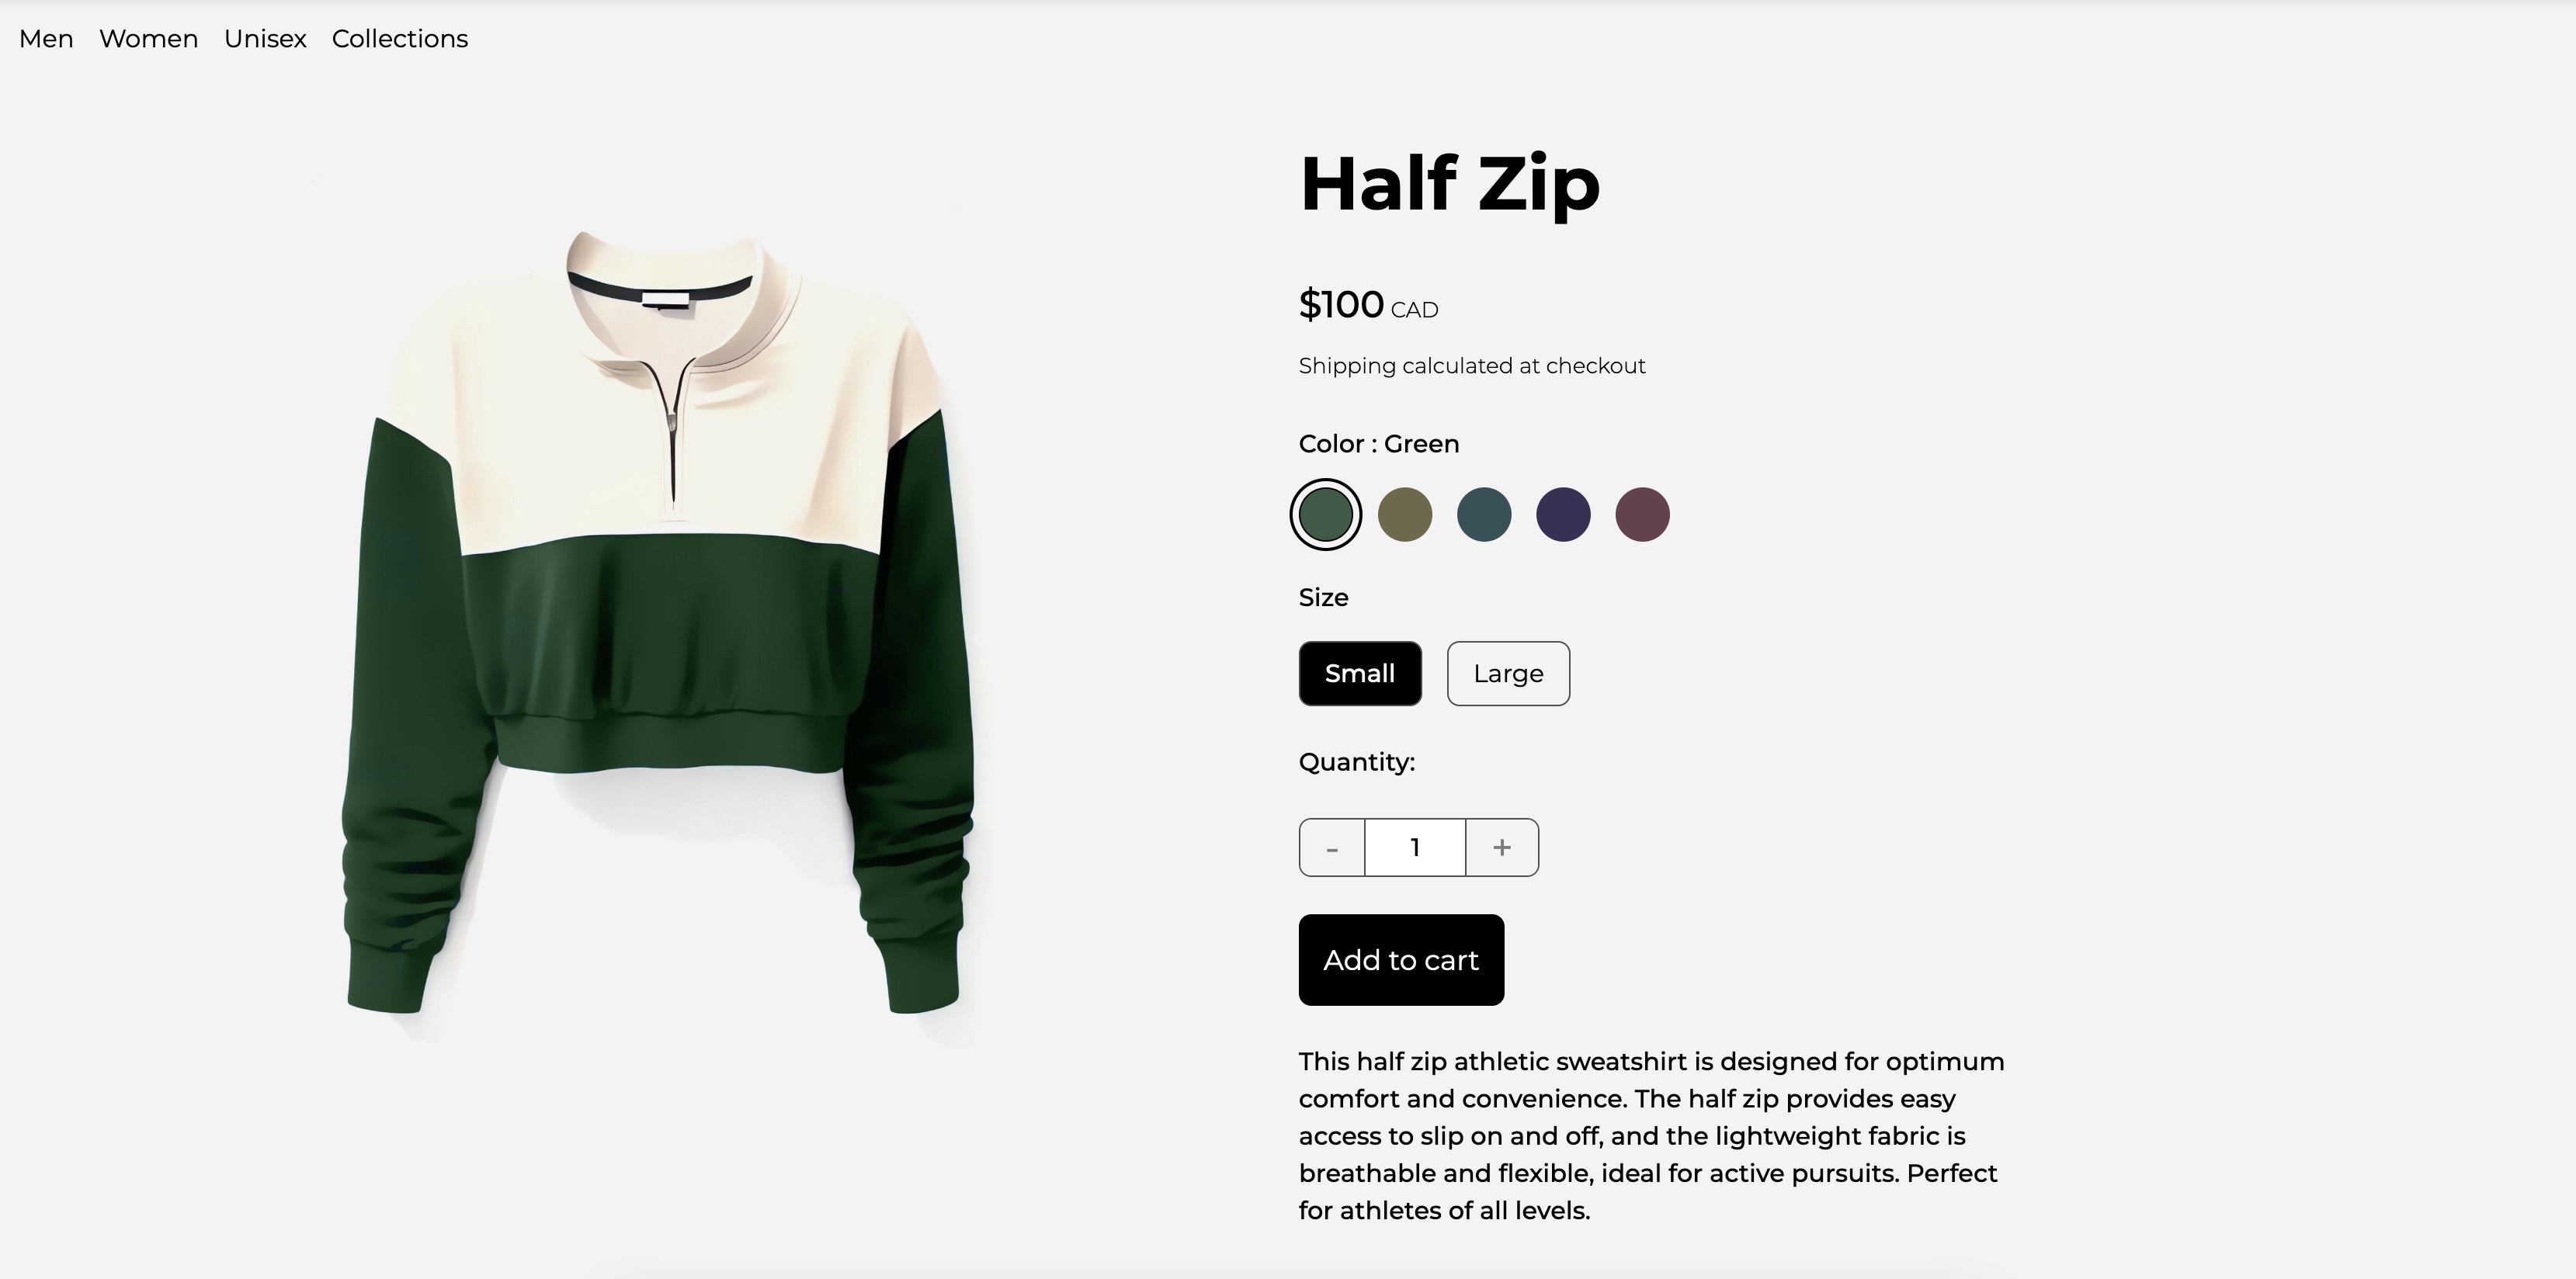 Men Women Unisex Collections
Half Zip
$100 CAD
Shipping calculated at checkout
Color : Green
Size
Small Large
Quantity:
- 1 +
Add to cart
This half zip athletic sweatshirt is designed for optimum
comfort and convenience. The half zip provides easy
access to slip on and off, and the lightweight fabric is
breathable and flexible, ideal for active pursuits. Perfect
for athletes of all levels.